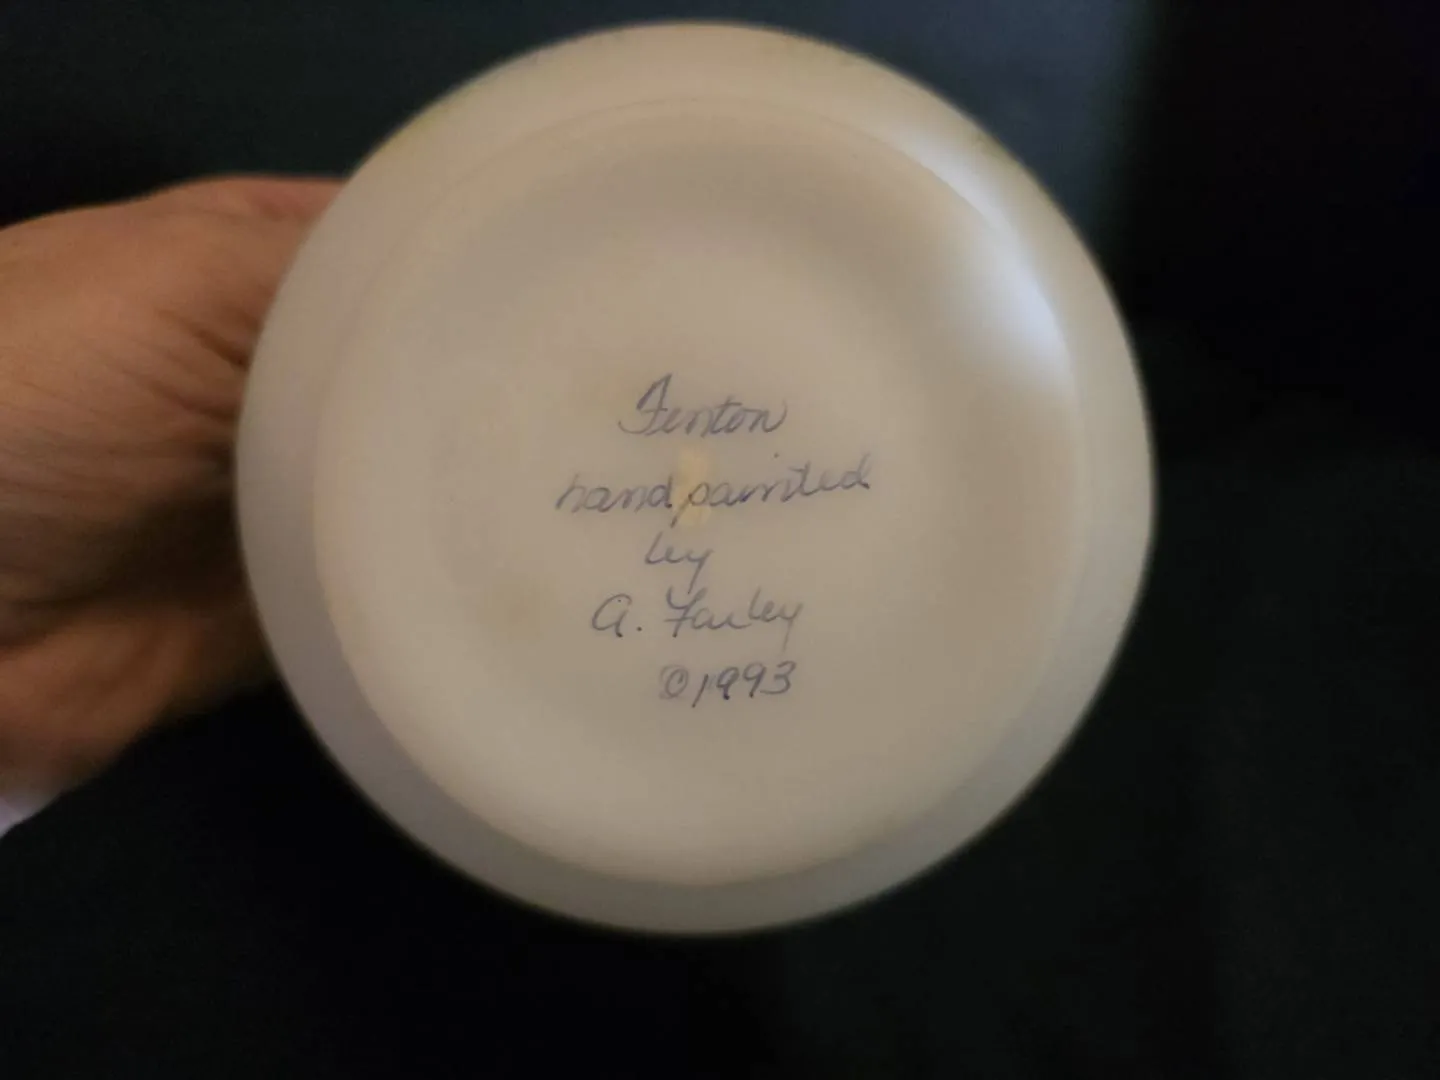 Fenton
hand painted
by
A. Farley
©1993